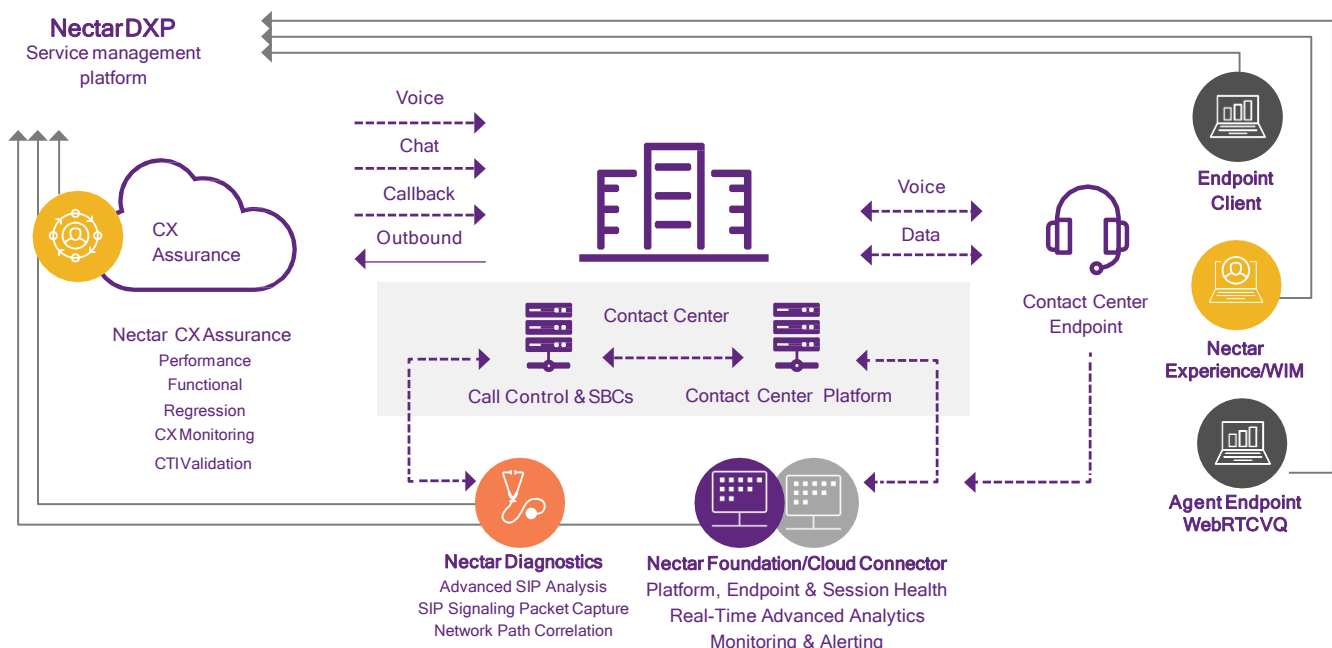 Nectar DXP
Service management
platform
Voice
Chat
Callback
Outbound
CX
Assurance
Nectar CX Assurance
Performance
Functional
Regression
CX Monitoring
CTI Validation
Contact Center
Call Control & SBCs
Contact Center Platform
Voice
Data
Contact Center
Endpoint
Endpoint
Client
Nectar
Experience/WIM
Agent Endpoint
WebRTCVQ
Nectar Diagnostics
Advanced SIP Analysis
SIP Signaling Packet Capture
Network Path Correlation
Nectar Foundation/Cloud Connector
Platform, Endpoint & Session Health
Real-Time Advanced Analytics
Monitoring & Alerting